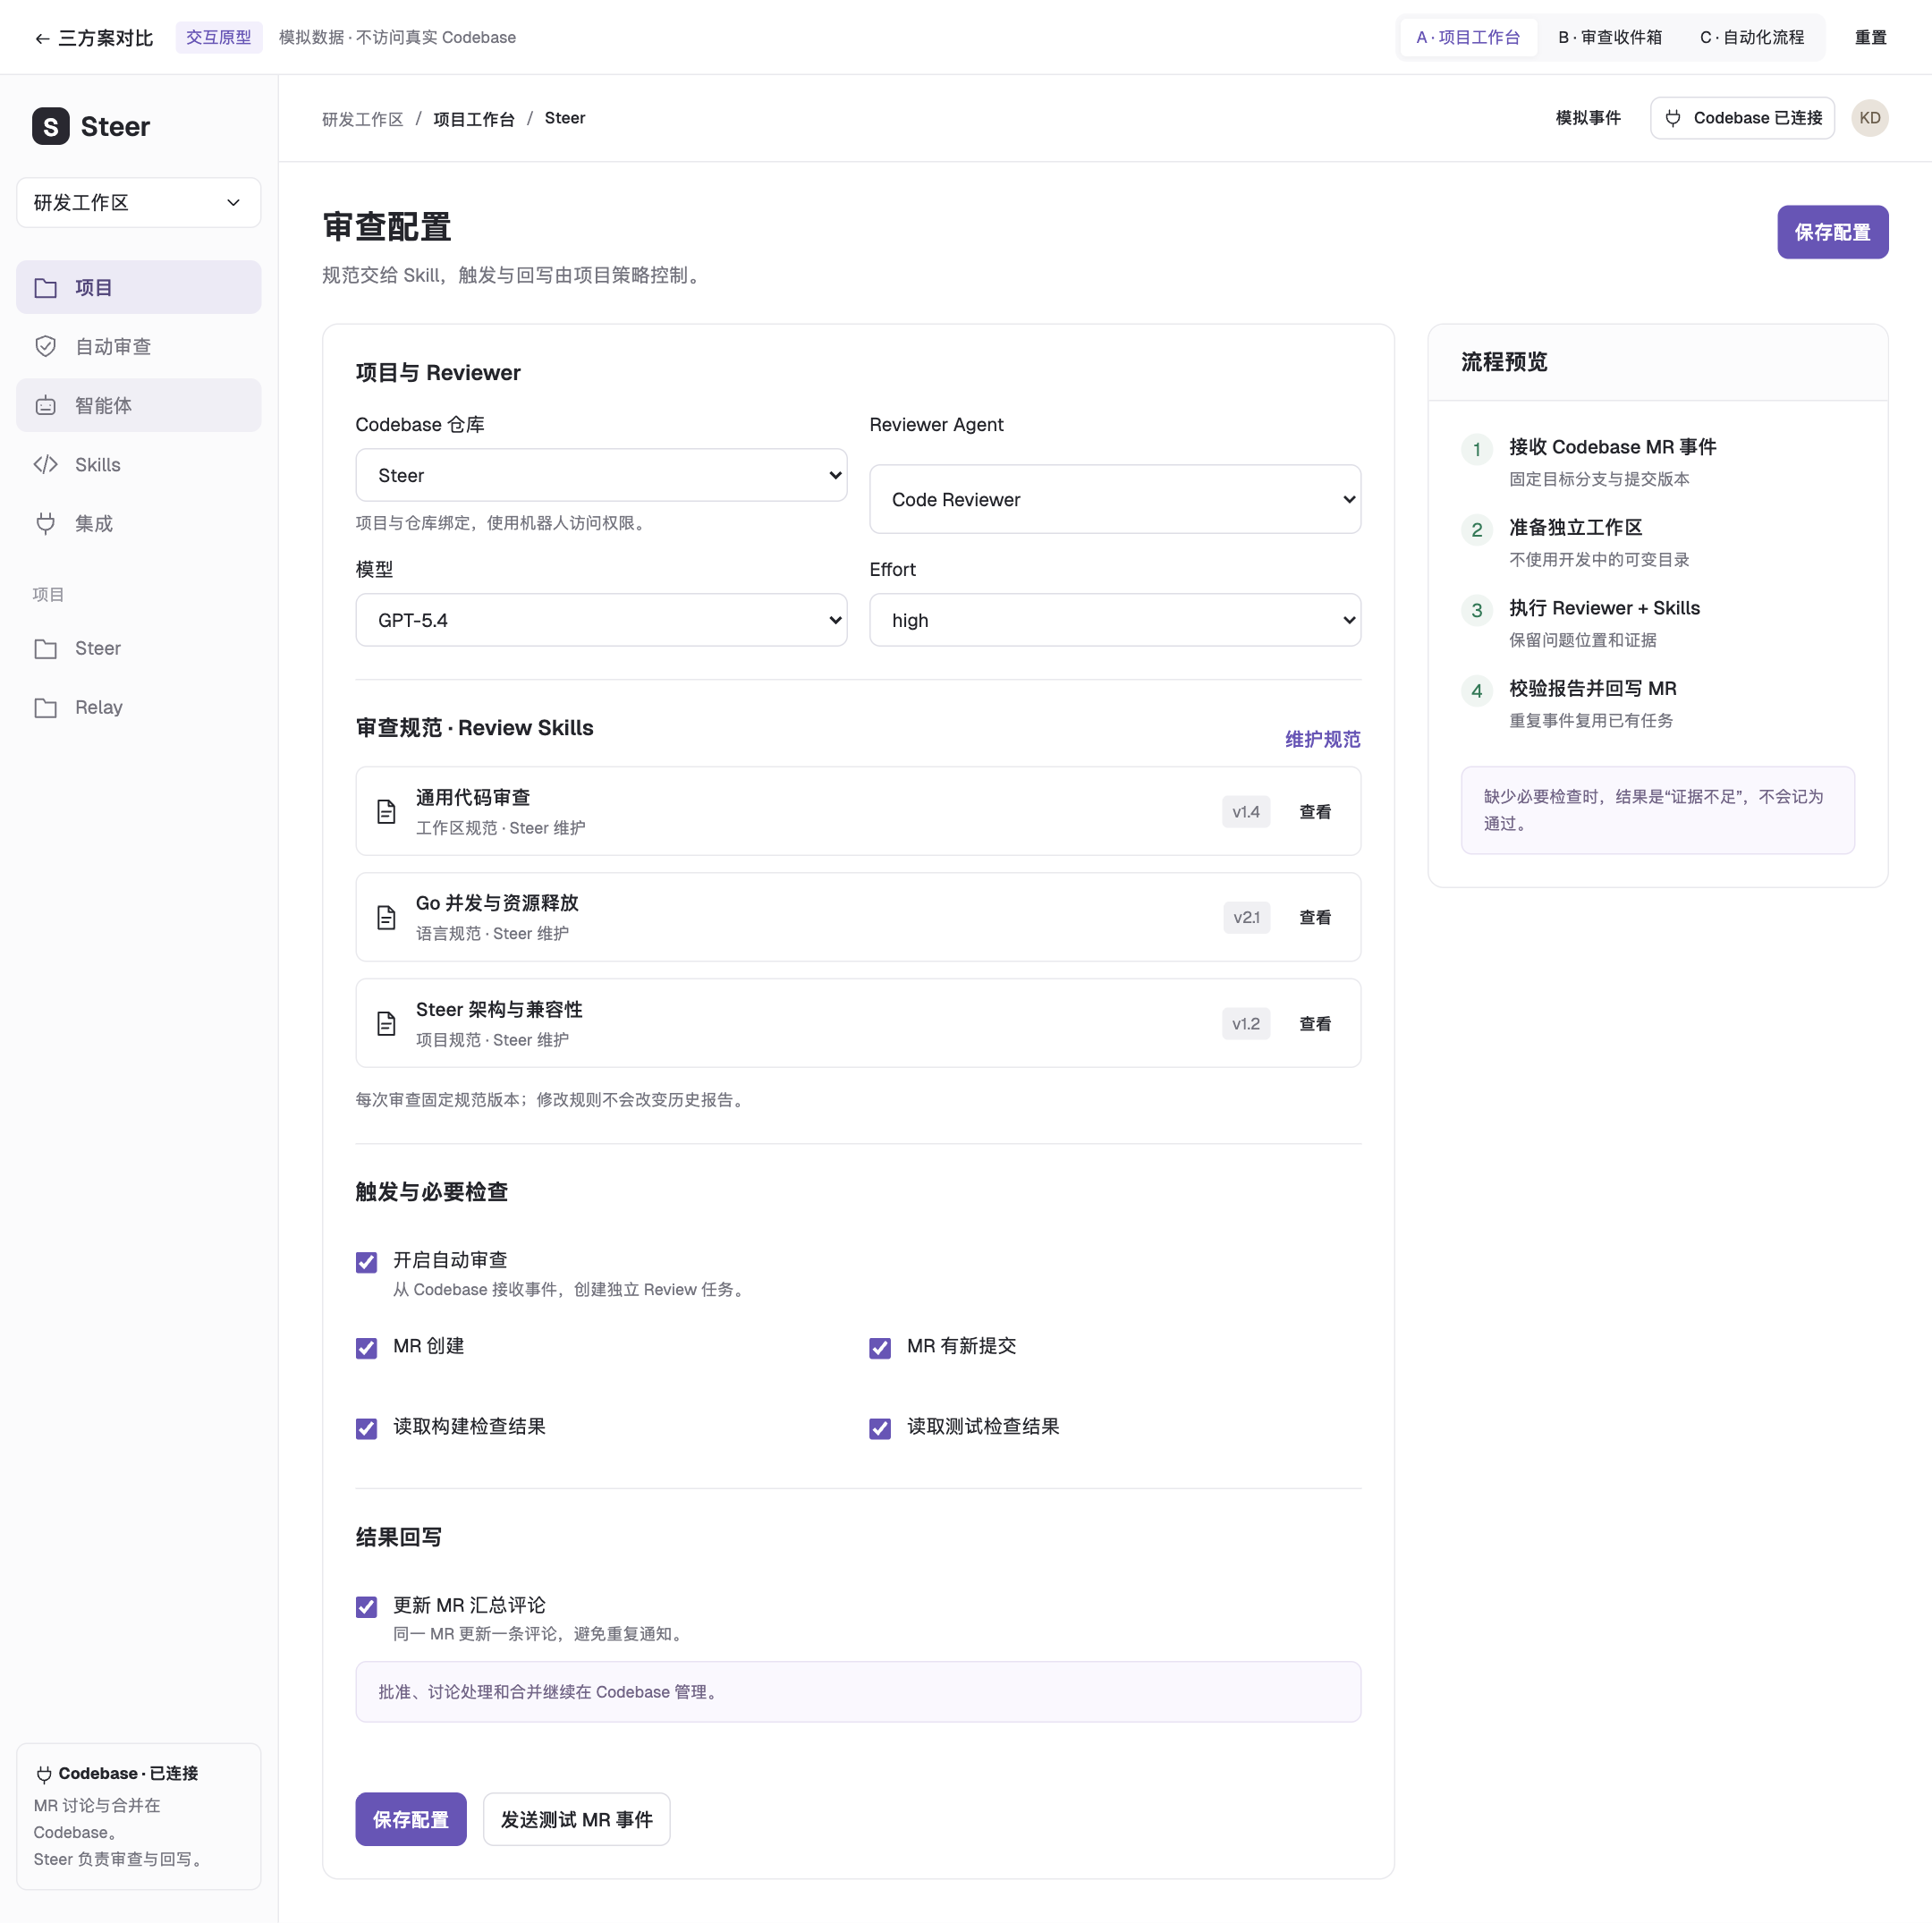 ← 三方案对比
交互原型
模拟数据 · 不访问真实 Codebase
A · 项目工作台
B · 审查收件箱
C · 自动化流程
重置
S Steer
研发工作区
项目
自动审查
智能体
Skills
集成
项目
Steer
Relay
Codebase · 已连接
MR 讨论与合并在
Codebase。
Steer 负责审查与回写。
研发工作区 / 项目工作台 / Steer
模拟事件
Codebase 已连接
KD
审查配置
规范交给 Skill，触发与回写由项目策略控制。
保存配置
项目与 Reviewer
Codebase 仓库
Steer
项目与仓库绑定，使用机器人访问权限。
Reviewer Agent
Code Reviewer
模型
GPT-5.4
Effort
high
审查规范 · Review Skills
维护规范
通用代码审查
工作区规范 · Steer 维护
v1.4
查看
Go 并发与资源释放
语言规范 · Steer 维护
v2.1
查看
Steer 架构与兼容性
项目规范 · Steer 维护
v1.2
查看
每次审查固定规范版本；修改规则不会改变历史报告。
触发与必要检查
开启自动审查
从 Codebase 接收事件，创建独立 Review 任务。
MR 创建
MR 有新提交
读取构建检查结果
读取测试检查结果
结果回写
更新 MR 汇总评论
同一 MR 更新一条评论，避免重复通知。
批准、讨论处理和合并继续在 Codebase 管理。
保存配置
发送测试 MR 事件
流程预览
1 接收 Codebase MR 事件
固定目标分支与提交版本
2 准备独立工作区
不使用开发中的可变目录
3 执行 Reviewer + Skills
保留问题位置和证据
4 校验报告并回写 MR
重复事件复用已有任务
缺少必要检查时，结果是“证据不足”，不会记为
通过。